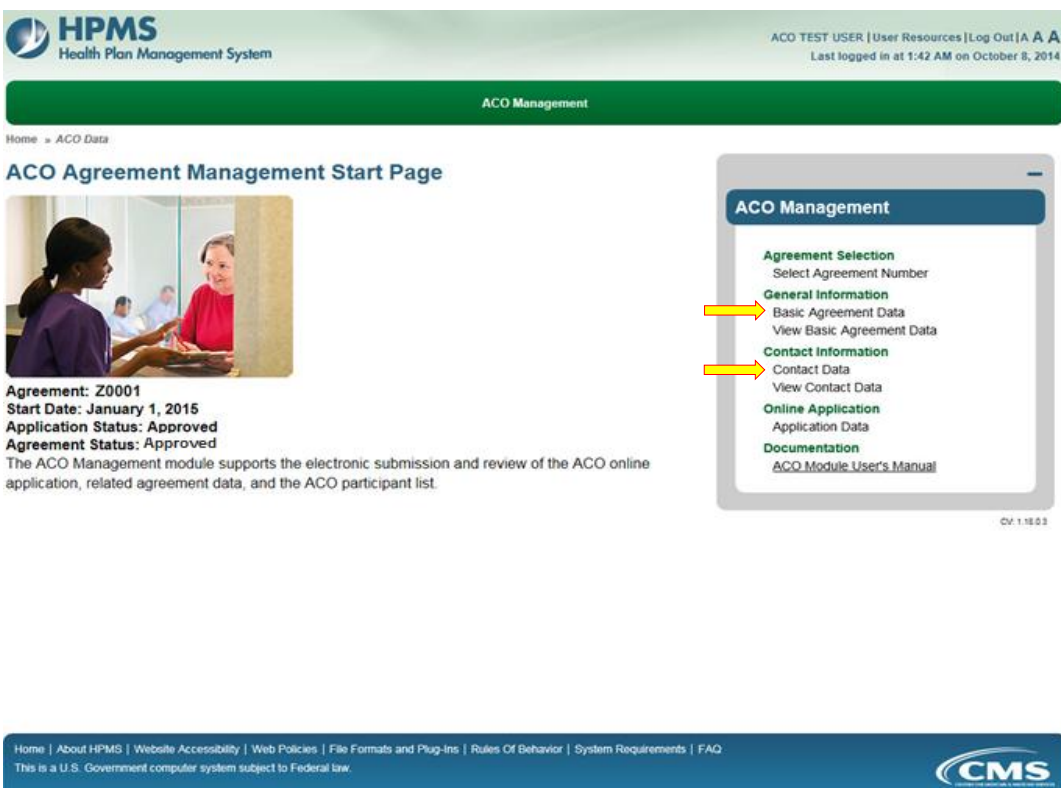 HPMS
Health Plan Management System
ACO TEST USER | User Resources | Log Out | A A A
Last logged in at 1:42 AM on October 8, 2014
ACO Management
Home » ACO Data
ACO Agreement Management Start Page
Agreement: Z0001
Start Date: January 1, 2015
Application Status: Approved
Agreement Status: Approved
The ACO Management module supports the electronic submission and review of the ACO online
application, related agreement data, and the ACO participant list.
ACO Management
Agreement Selection
Select Agreement Number
General Information
Basic Agreement Data
View Basic Agreement Data
Contact Information
Contact Data
View Contact Data
Online Application
Application Data
Documentation
ACO Module User's Manual
CV: 1.18.0.3
Home | About HPMS | Website Accessibility | Web Policies | File Formats and Plug-Ins | Rules Of Behavior | System Requirements | FAQ
This is a U.S. Government computer system subject to Federal law.
CMS